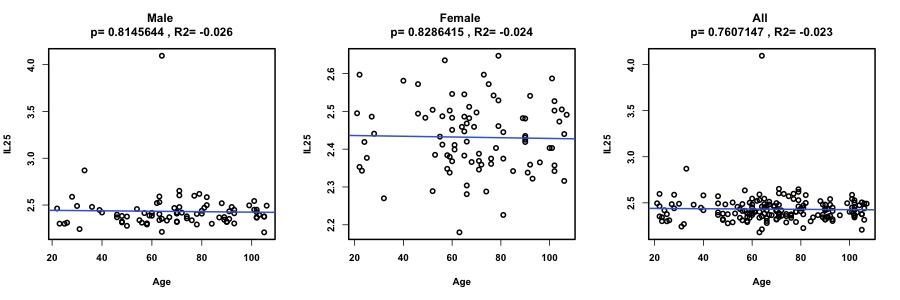 Male
p= 0.8145644 , R2= -0.026
IL25
4.0
3.5
3.0
2.5
20 40 60 80 100
Age
Female
p= 0.8286415 , R2= -0.024
IL25
2.6
2.5
2.4
2.3
2.2
20 40 60 80 100
Age
All
p= 0.7607147 , R2= -0.023
IL25
4.0
3.5
3.0
2.5
20 40 60 80 100
Age